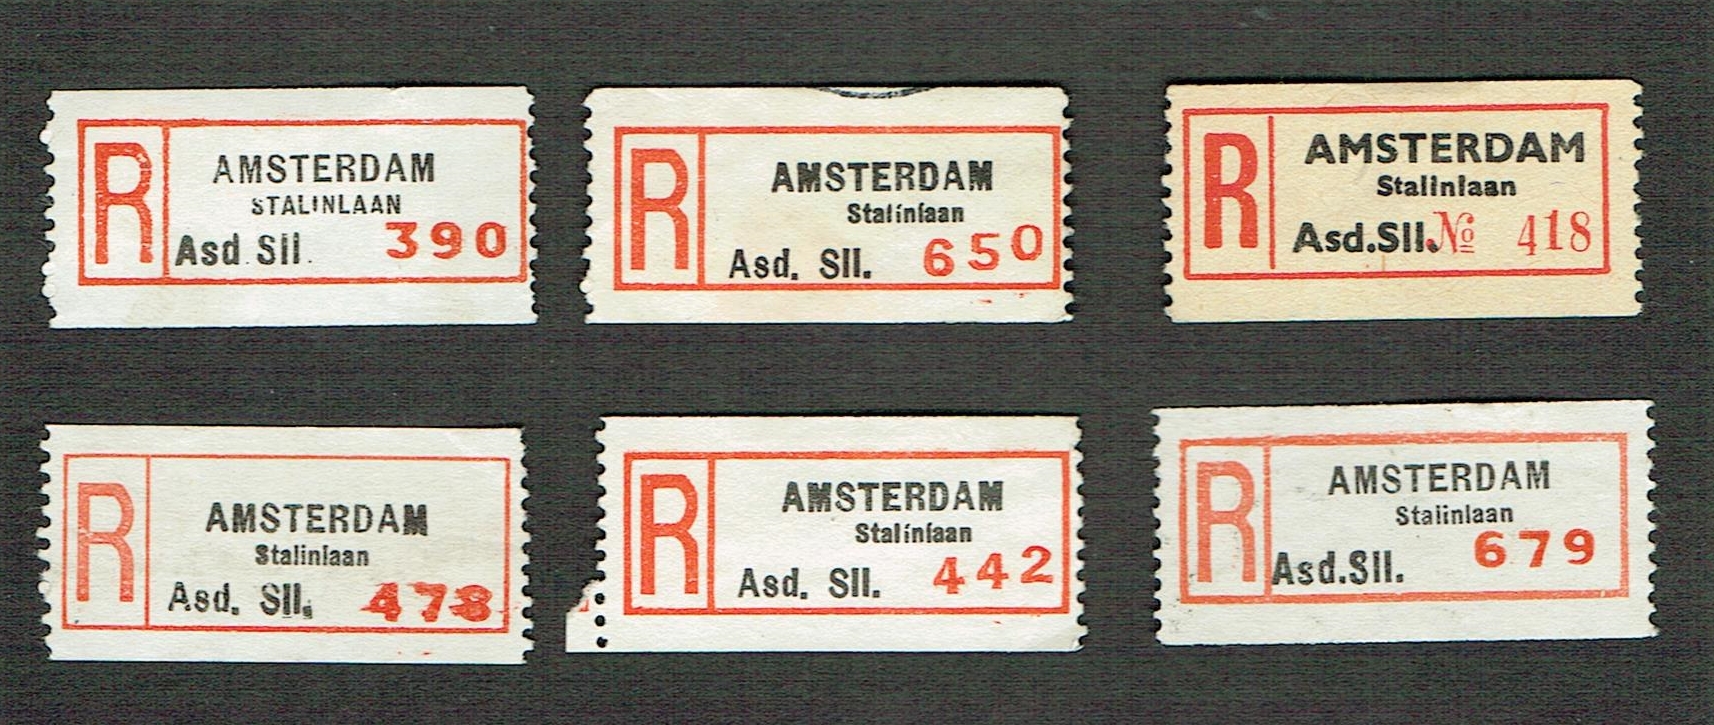 R AMSTERDAM
STALINLAAN
Asd Sll. 390
R AMSTERDAM
Stalinlaan
Asd. Sll. 650
R AMSTERDAM
Stalinlaan
Asd.Sll. No 418
R AMSTERDAM
Stalinlaan
Asd. Sll. 478
R AMSTERDAM
Stalinlaan
Asd. Sll. 442
R AMSTERDAM
Stalinlaan
Asd.Sll. 679